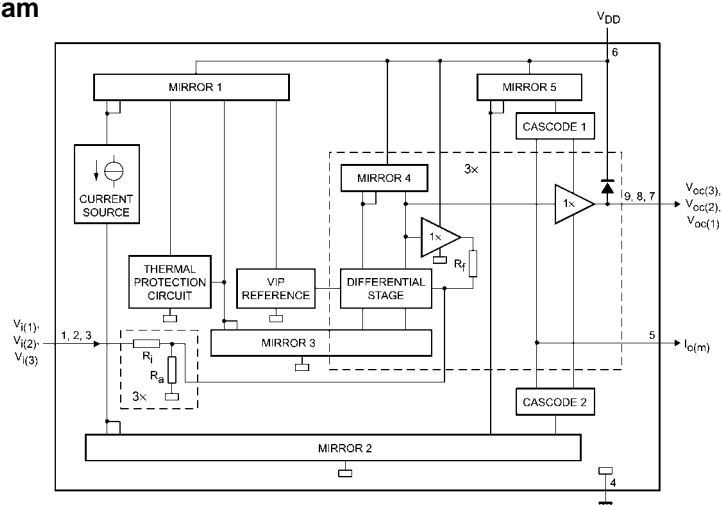 ram
VDD
6
MIRROR 1
MIRROR 5
CASCODE 1
3×
MIRROR 4
CURRENT
SOURCE
1×
1×
9, 8, 7
Voc(3),
Voc(2),
Voc(1)
Rf
THERMAL
PROTECTION
CIRCUIT
VIP
REFERENCE
DIFFERENTIAL
STAGE
Vi(1),
Vi(2),
Vi(3)
1, 2, 3
MIRROR 3
5
Io(m)
Ri
Ra
3×
CASCODE 2
MIRROR 2
4